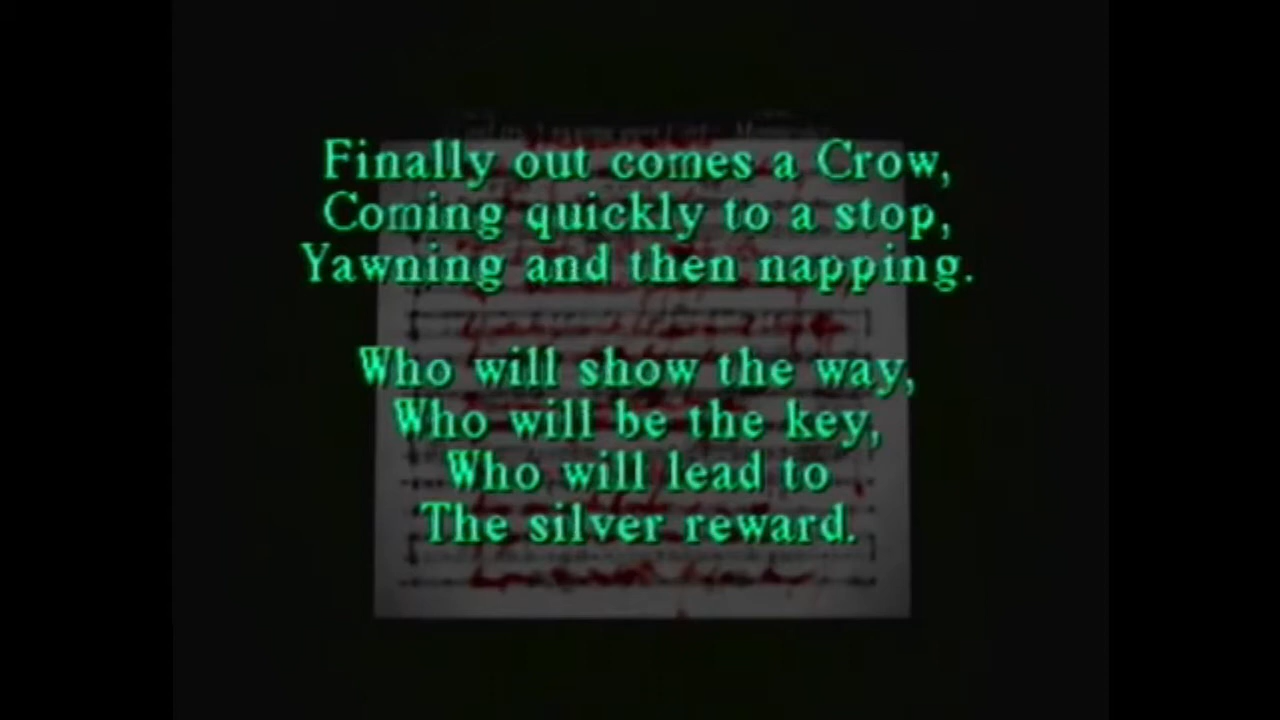 Finally out comes a Crow,
Coming quickly to a stop,
Yawning and then napping.
Who will show the way,
Who will be the key,
Who will lead to
The silver reward.